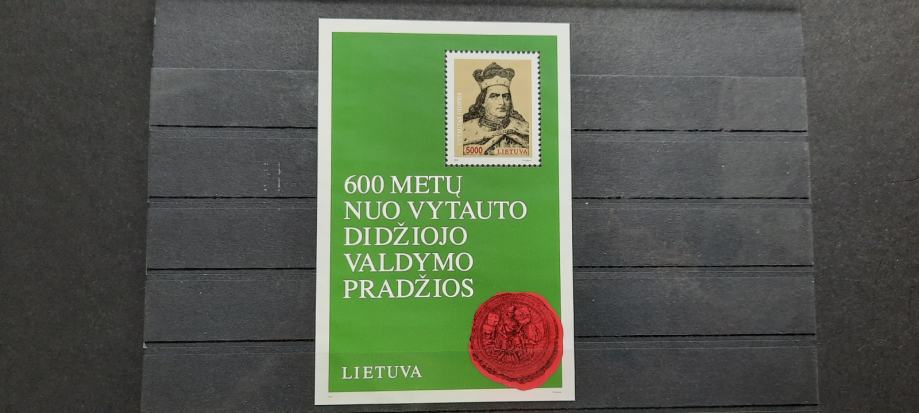 5000 LIETUVA
600 METŲ
NUO VYTAUTO
DIDŽIOJO
VALDYMO
PRADŽIOS
LIETUVA